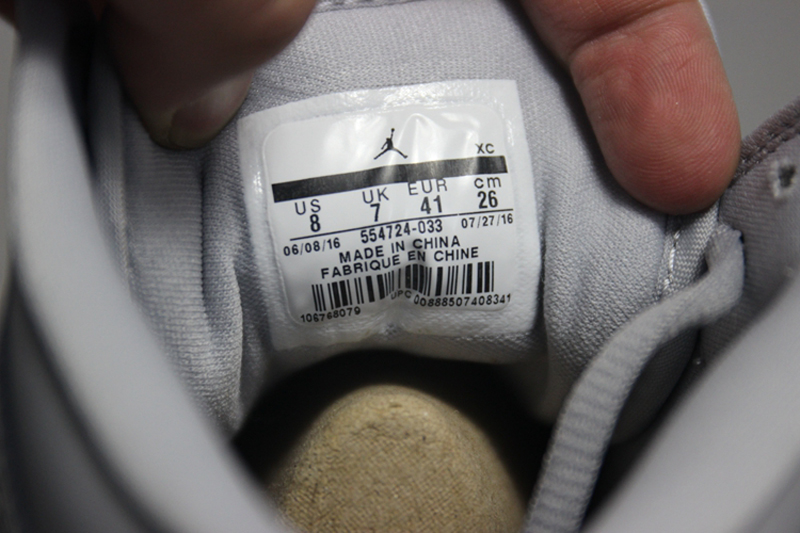 XC
US UK EUR cm
8 7 41 26
06/08/16 554724-033 07/27/16
MADE IN CHINA
FABRIQUE EN CHINE
106768079 UPC 00888507408341